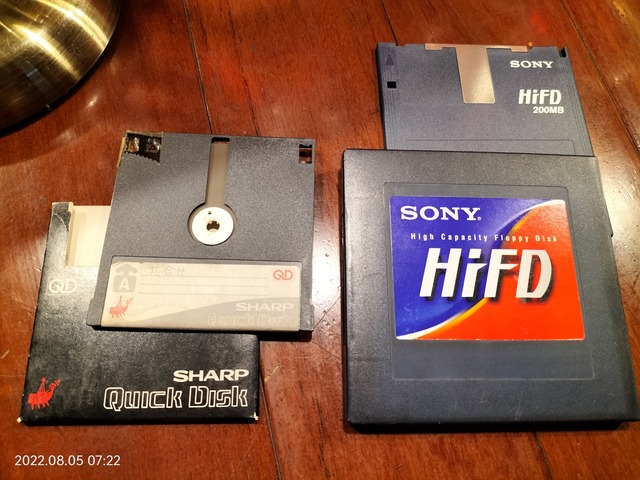 SONY
HiFD
200MB
SONY®
High Capacity Floppy Disk
HiFD
QD
A
SHARP
QD
SHARP
Quick Disk
2022.08.05 07:22